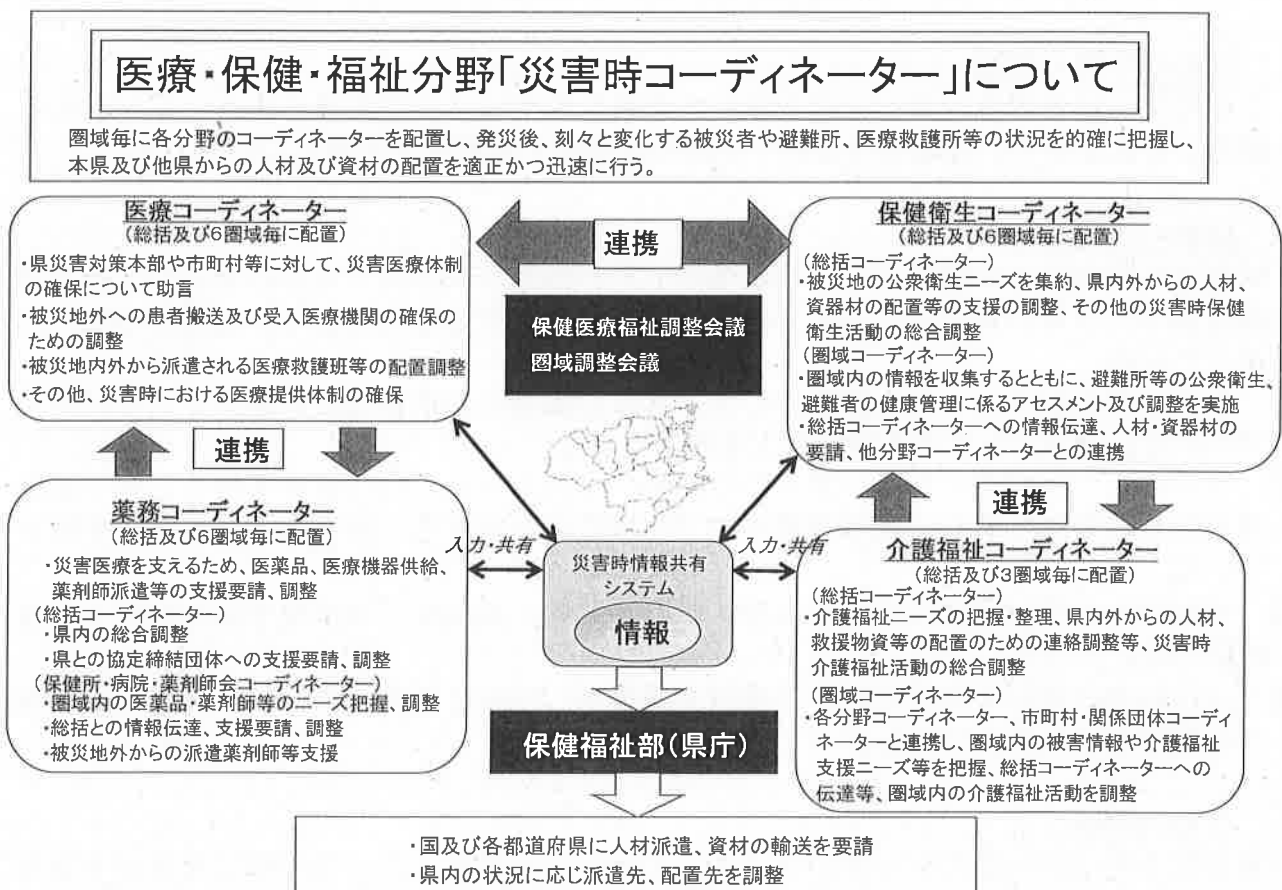 医療・保健・福祉分野「災害時コーディネーター」について
圏域毎に各分野のコーディネーターを配置し、発災後、刻々と変化する被災者や避難所、医療救護所等の状況を的確に把握し、
本県及び他県からの人材及び資材の配置を適正かつ迅速に行う。
医療コーディネーター
(総括及び6圏域毎に配置)
・県災害対策本部や市町村等に対して、災害医療体制
の確保について助言
・被災地外への患者搬送及び受入医療機関の確保の
ための調整
・被災地内外から派遣される医療救護班等の配置調整
・その他、災害時における医療提供体制の確保
連携
保健医療福祉調整会議
圏域調整会議
保健衛生コーディネーター
(総括及び6圏域毎に配置)
(総括コーディネーター)
・被災地の公衆衛生ニーズを集約、県内外からの人材、
資器材の配置等の支援の調整、その他の災害時保健
衛生活動の総合調整
(圏域コーディネーター)
・圏域内の情報を収集するとともに、避難所等の公衆衛生、
避難者の健康管理に係るアセスメント及び調整を実施
・総括コーディネーターへの情報伝達、人材・資器材の
要請、他分野コーディネーターとの連携
連携
連携
薬務コーディネーター
(総括及び6圏域毎に配置)
・災害医療を支えるため、医薬品、医療機器供給、
薬剤師派遣等の支援要請、調整
(総括コーディネーター)
・県内の総合調整
・県との協定締結団体への支援要請、調整
(保健所・病院・薬剤師会コーディネーター)
・圏域内の医薬品・薬剤師等のニーズ把握、調整
・総括との情報伝達、支援要請、調整
・被災地外からの派遣薬剤師等支援
入力・共有
災害時情報共有
システム
情報
入力・共有
介護福祉コーディネーター
(総括及び3圏域毎に配置)
(総括コーディネーター)
・介護福祉ニーズの把握・整理、県内外からの人材、
救援物資等の配置のための連絡調整等、災害時
介護福祉活動の総合調整
(圏域コーディネーター)
・各分野コーディネーター、市町村・関係団体コーディ
ネーターと連携し、圏域内の被害情報や介護福祉
支援ニーズ等を把握、総括コーディネーターへの
伝達等、圏域内の介護福祉活動を調整
保健福祉部(県庁)
・国及び各都道府県に人材派遣、資材の輸送を要請
・県内の状況に応じ派遣先、配置先を調整